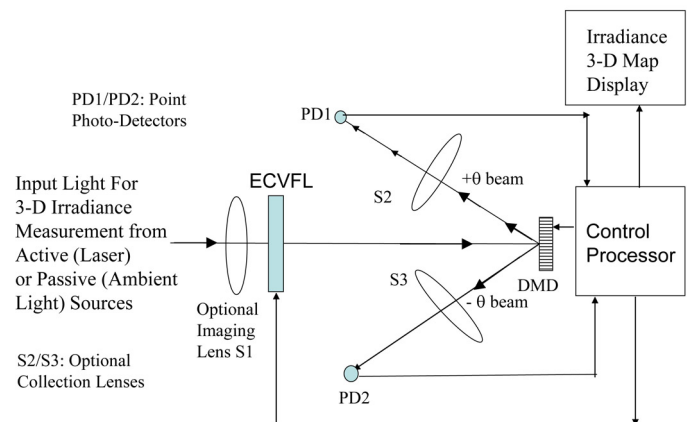 Irradiance
3-D Map
Display
PD1/PD2: Point
Photo-Detectors
PD1
Input Light For
3-D Irradiance
Measurement from
Active (Laser)
or Passive (Ambient
Light) Sources
ECVFL
S2
+θ beam
Control
Processor
DMD
S3
- θ beam
Optional
Imaging
Lens S1
S2/S3: Optional
Collection Lenses
PD2